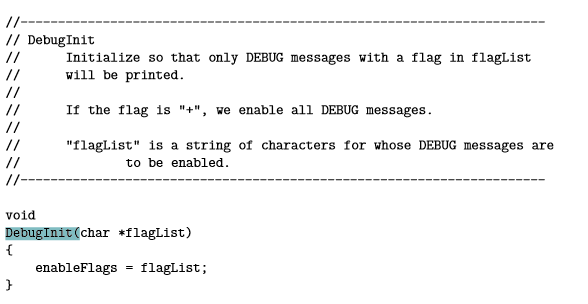 //----------------------------------------------------------------------
// DebugInit
//      Initialize so that only DEBUG messages with a flag in flagList
//      will be printed.
//
//      If the flag is "+", we enable all DEBUG messages.
//
//      "flagList" is a string of characters for whose DEBUG messages are
//              to be enabled.
//----------------------------------------------------------------------
void
DebugInit(char *flagList)
{
    enableFlags = flagList;
}